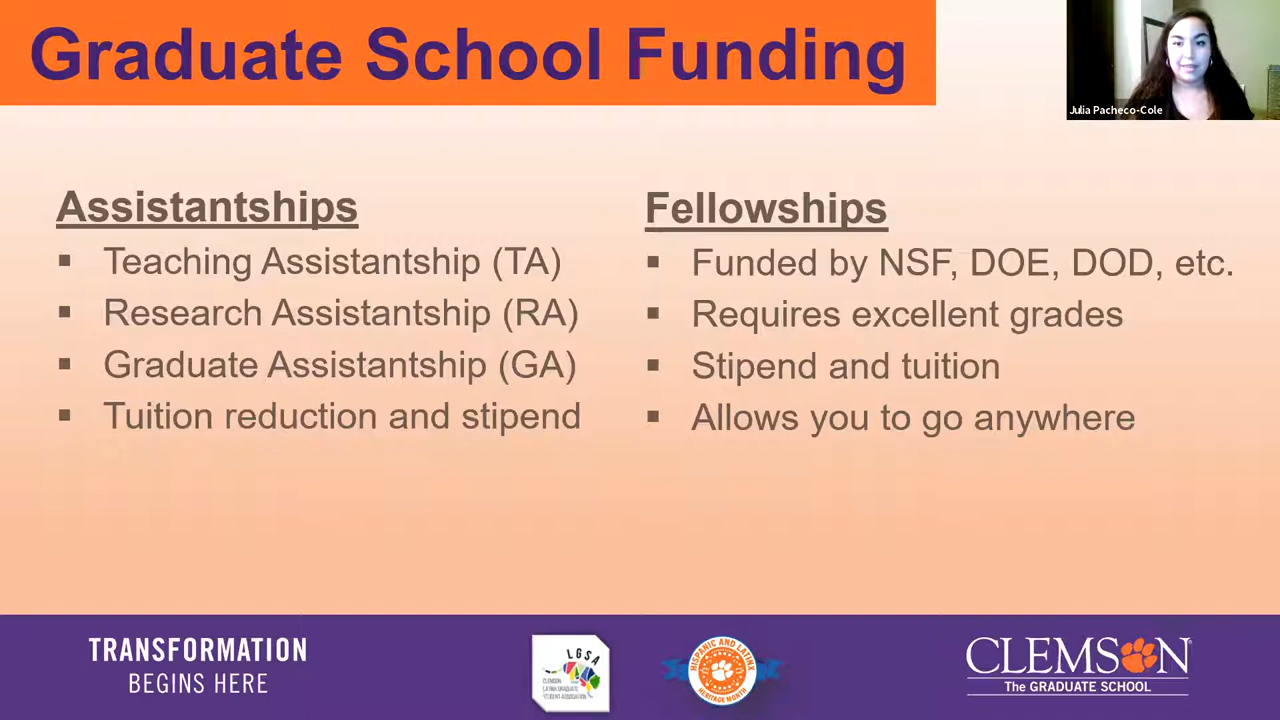 Graduate School Funding
Julia Pacheco-Cole
Assistantships
▪ Teaching Assistantship (TA)
▪ Research Assistantship (RA)
▪ Graduate Assistantship (GA)
▪ Tuition reduction and stipend
Fellowships
▪ Funded by NSF, DOE, DOD, etc.
▪ Requires excellent grades
▪ Stipend and tuition
▪ Allows you to go anywhere
TRANSFORMATION
BEGINS HERE
LGSA
CLEMSON
LATINX GRADUATE
STUDENT ASSOCIATION
HISPANIC AND LATINX
HERITAGE MONTH
CLEMSON®
The GRADUATE SCHOOL